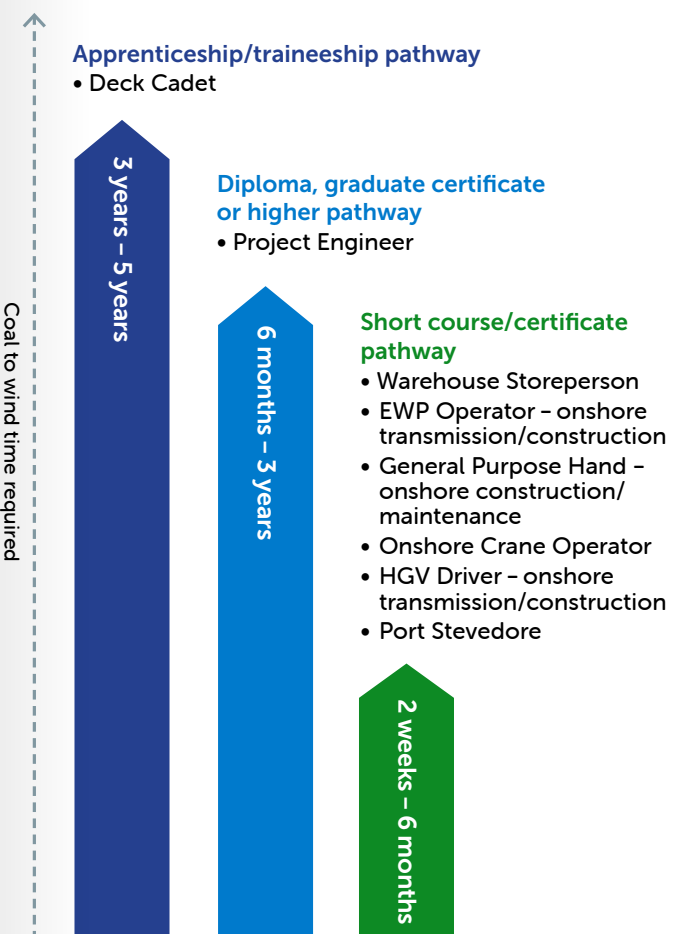 Coal to wind time required
Apprenticeship/traineeship pathway
• Deck Cadet
3 years – 5 years
Diploma, graduate certificate
or higher pathway
• Project Engineer
6 months – 3 years
Short course/certificate
pathway
• Warehouse Storeperson
• EWP Operator – onshore
transmission/construction
• General Purpose Hand –
onshore construction/
maintenance
• Onshore Crane Operator
• HGV Driver – onshore
transmission/construction
• Port Stevedore
2 weeks – 6 months